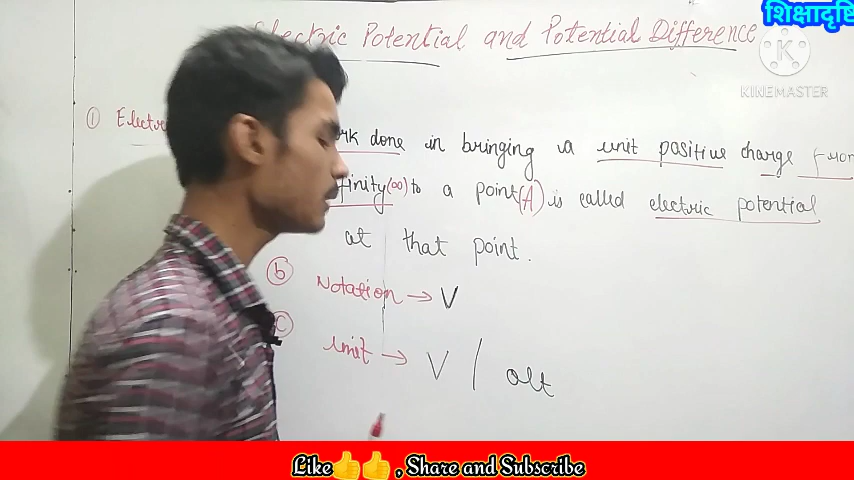 शिक्षादृष्टि
Electric Potential and Potential Difference
KINEMASTER
① Electr
rk done in bringing a unit positive charge from
finity (∞) to a point (A) is called electric potential
at that point.
ⓑ Notation → V
ⓒ Unit → V / olt
Like👍👍, Share and Subscribe